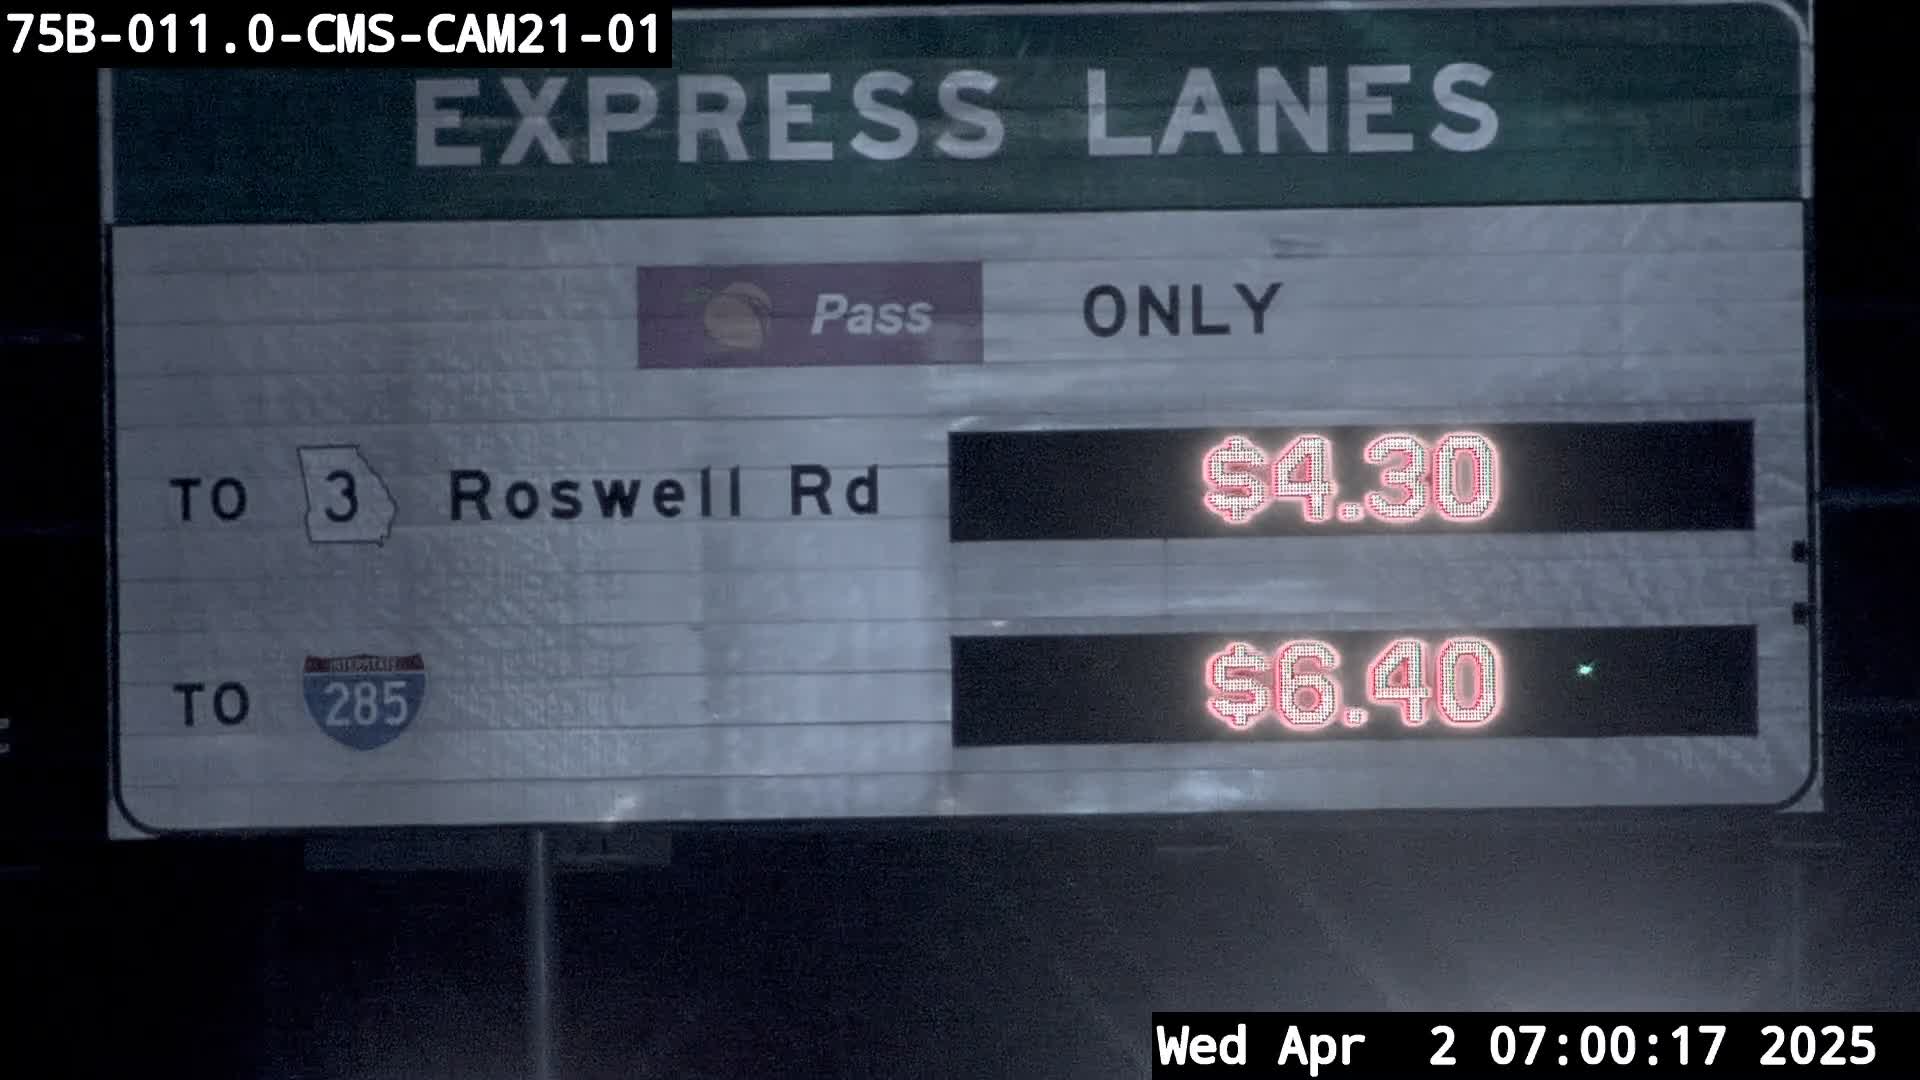 75B-011.0-CMS-CAM21-01
EXPRESS LANES
Pass ONLY
TO 3 Roswell Rd $4.30
INTERSTATE
TO 285 $6.40
Wed Apr 2 07:00:17 2025